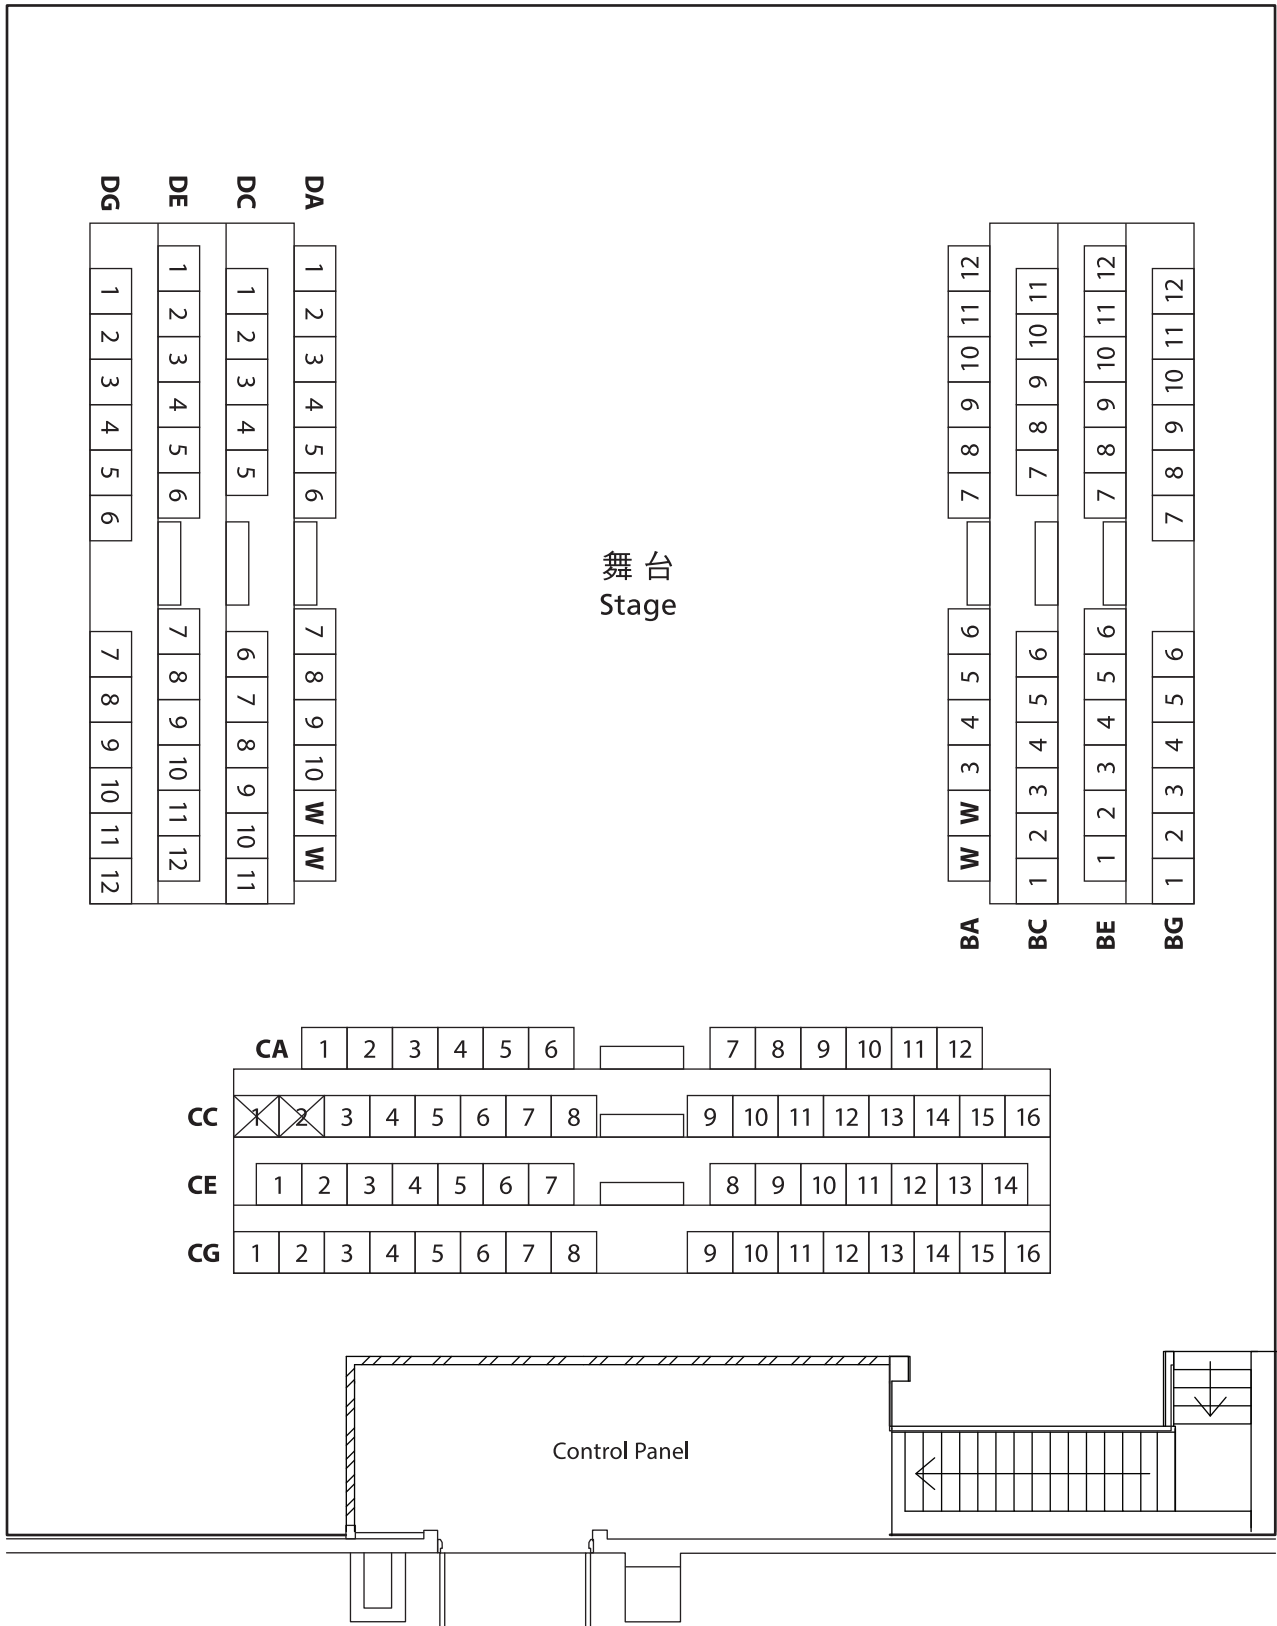 DG DE DC DA
1 2 3 4 5 6 7 8 9 10 11 12
1 2 3 4 5 6 7 8 9 10 11 12
1 2 3 4 5 6 7 8 9 10 11
1 2 3 4 5 6 7 8 9 10 W W
舞台
Stage
BA W W 3 4 5 6 7 8 9 10 11 12
BC 1 2 3 4 5 6 7 8 9 10 11
BE 1 2 3 4 5 6 7 8 9 10 11 12
BG 1 2 3 4 5 6 7 8 9 10 11 12
CA 1 2 3 4 5 6 7 8 9 10 11 12
CC 1 2 3 4 5 6 7 8 9 10 11 12 13 14 15 16
CE 1 2 3 4 5 6 7 8 9 10 11 12 13 14
CG 1 2 3 4 5 6 7 8 9 10 11 12 13 14 15 16
Control Panel